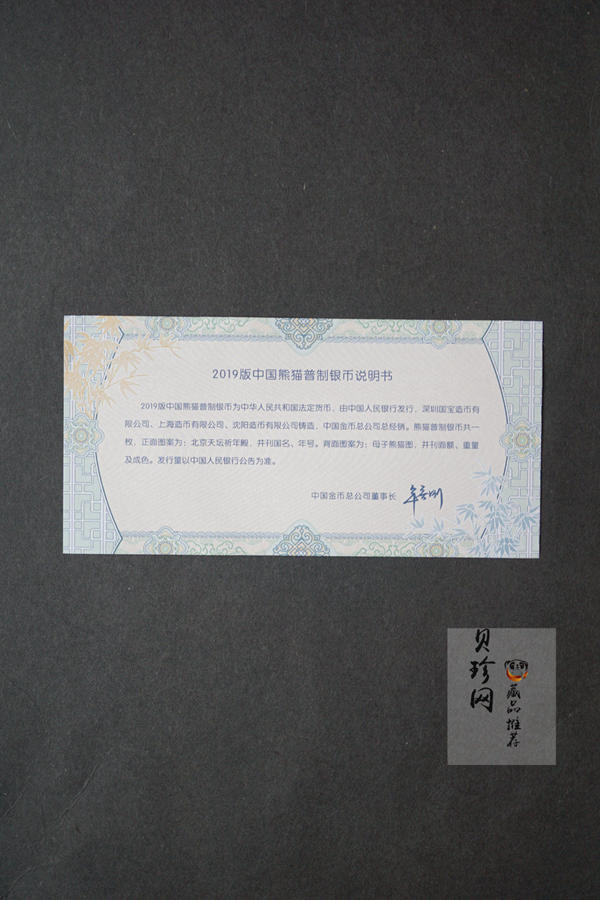 2019版中国熊猫普制银币说明书
2019版中国熊猫普制银币为中华人民共和国法定货币，由中国人民银行发行，深圳国宝造币有
限公司、上海造币有限公司、沈阳造币有限公司铸造，中国金币总公司总经销。熊猫普制银币共一
枚，正面图案为：北京天坛祈年殿，并刊国名、年号。背面图案为：母子熊猫图，并刊面额、重量
及成色。发行量以中国人民银行公告为准。
中国金币总公司董事长
贝珍网
藏品推荐